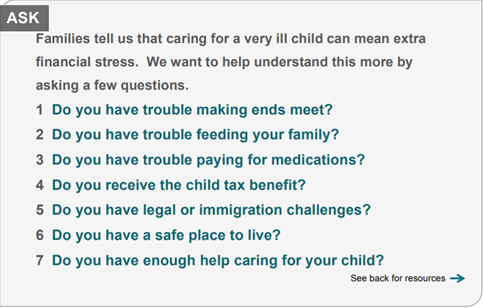 ASK
Families tell us that caring for a very ill child can mean extra
financial stress.  We want to help understand this more by
asking a few questions.
1 Do you have trouble making ends meet?
2 Do you have trouble feeding your family?
3 Do you have trouble paying for medications?
4 Do you receive the child tax benefit?
5 Do you have legal or immigration challenges?
6 Do you have a safe place to live?
7 Do you have enough help caring for your child?
See back for resources →